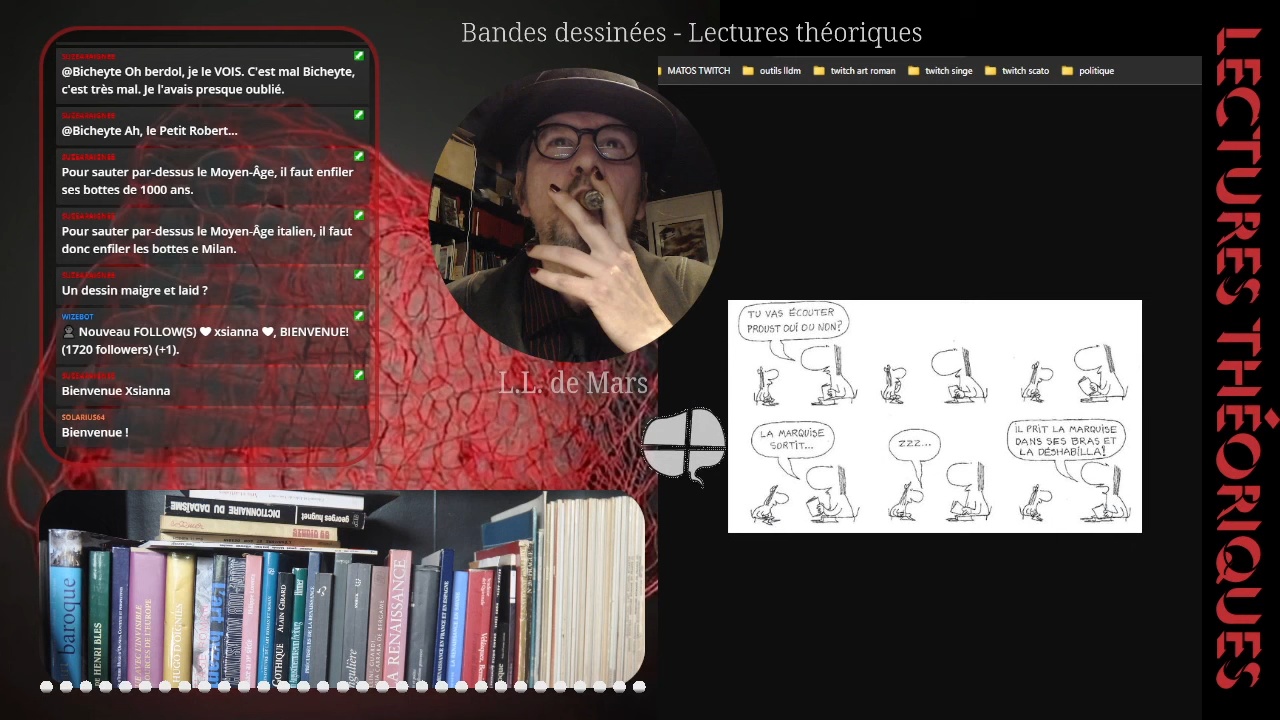 Bandes dessinées - Lectures théoriques
@Bicheyte Oh berdol, je le VOIS. C'est mal Bicheyte,
c'est très mal. Je l'avais presque oublié.
@Bicheyte Ah, le Petit Robert...
Pour sauter par-dessus le Moyen-Âge, il faut enfiler
ses bottes de 1000 ans.
Pour sauter par-dessus le Moyen-Âge italien, il faut
donc enfiler les bottes e Milan.
Un dessin maigre et laid ?
WIZEBOT
Nouveau FOLLOW(S) xsianna , BIENVENUE!
(1720 followers) (+1).
Bienvenue Xsianna
SOLARIUS64
Bienvenue !
L.L. de Mars
MATOS TWITCH outils lldm twitch art roman twitch singe twitch scato politique
TU VAS ÉCOUTER
PROUST OUI OU NON?
LA MARQUISE
SORTIT...
ZZZ...
IL PRIT LA MARQUISE
DANS SES BRAS ET
LA DÉSHABILLA!
LECTURES THÉORIQUES
DICTIONNAIRE DU DADAÏSME
georges hugnet
baroque
HENRI BLES
HUGO D'OIGNIES
GOTHIQUE
ALAIN GIRARD
LA RENAISSANCE